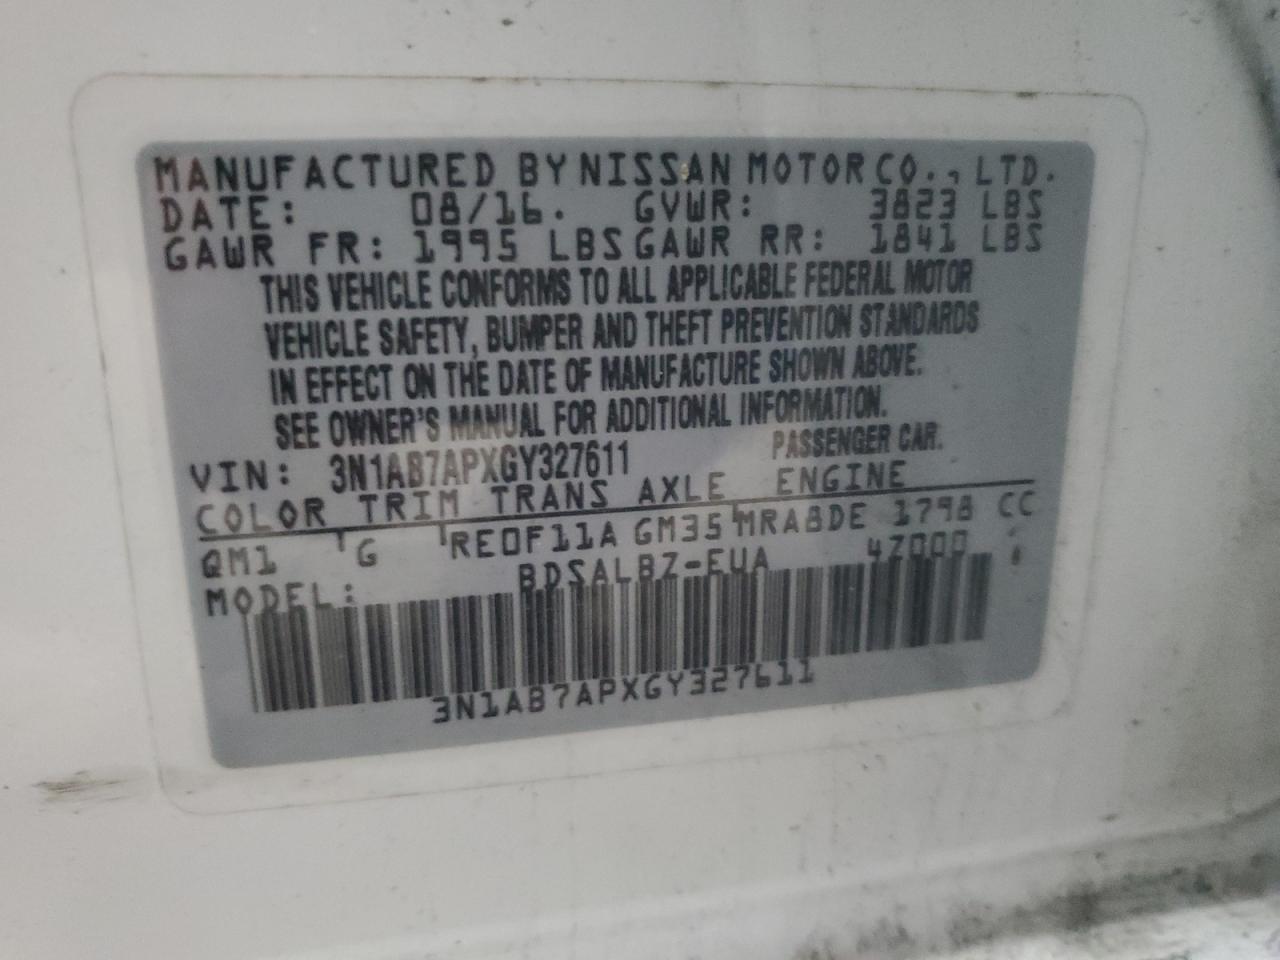 MANUFACTURED BY NISSAN MOTOR CO., LTD.
DATE: 08/16. GVWR: 3823 LBS
GAWR FR: 1995 LBS GAWR RR: 1841 LBS
THIS VEHICLE CONFORMS TO ALL APPLICABLE FEDERAL MOTOR
VEHICLE SAFETY, BUMPER AND THEFT PREVENTION STANDARDS
IN EFFECT ON THE DATE OF MANUFACTURE SHOWN ABOVE.
SEE OWNER'S MANUAL FOR ADDITIONAL INFORMATION.
VIN: 3N1AB7APXGY327611 PASSENGER CAR.
COLOR TRIM TRANS AXLE ENGINE
QM1 G RE0F11A GM35 MRA8DE 1798 CC
MODEL: BDSALBZ-EUA 4Z000
3N1AB7APXGY327611